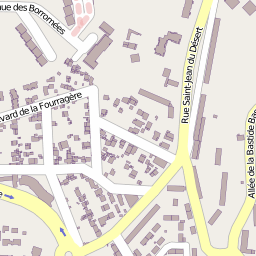 ue des Borromées
Rue Saint-Jean du Désert
vard de la Fourragère
Allée de la Bastide Ba
e